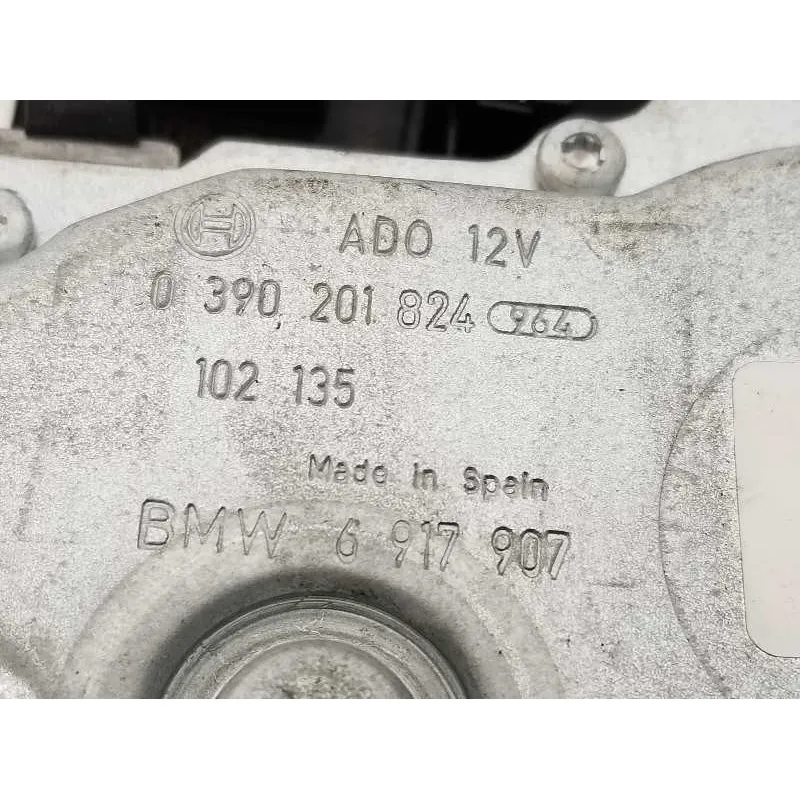 ADO 12V
0 390 201 824 964
102 135
Made in Spain
BMW 6 917 907